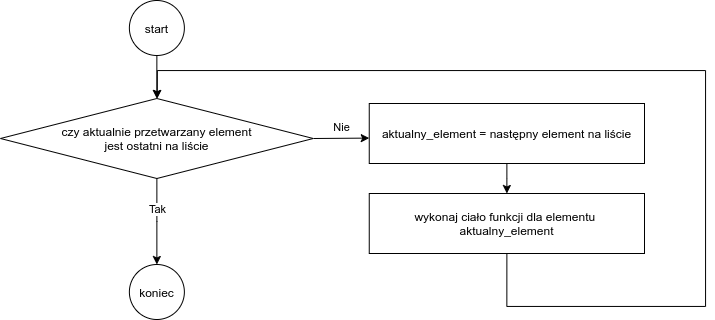 start
czy aktualnie przetwarzany element
jest ostatni na liście
Nie
aktualny_element = następny element na liście
wykonaj ciało funkcji dla elementu
aktualny_element
Tak
koniec